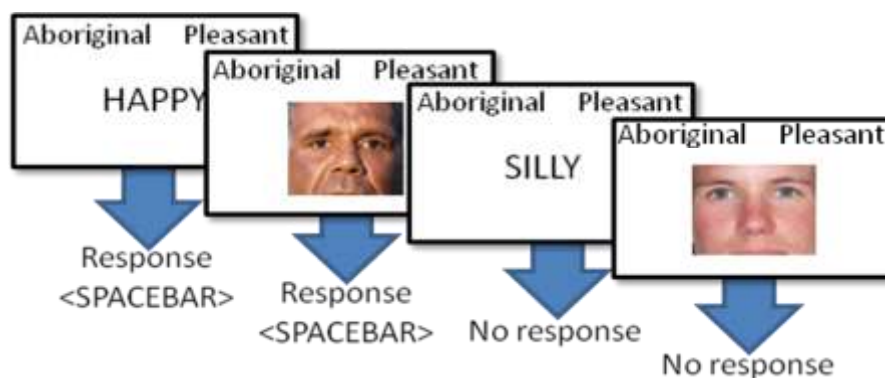 Aboriginal Pleasant
HAPPY
Response
<SPACEBAR>
Aboriginal Pleasant
Response
<SPACEBAR>
Aboriginal Pleasant
SILLY
No response
Aboriginal Pleasant
No response